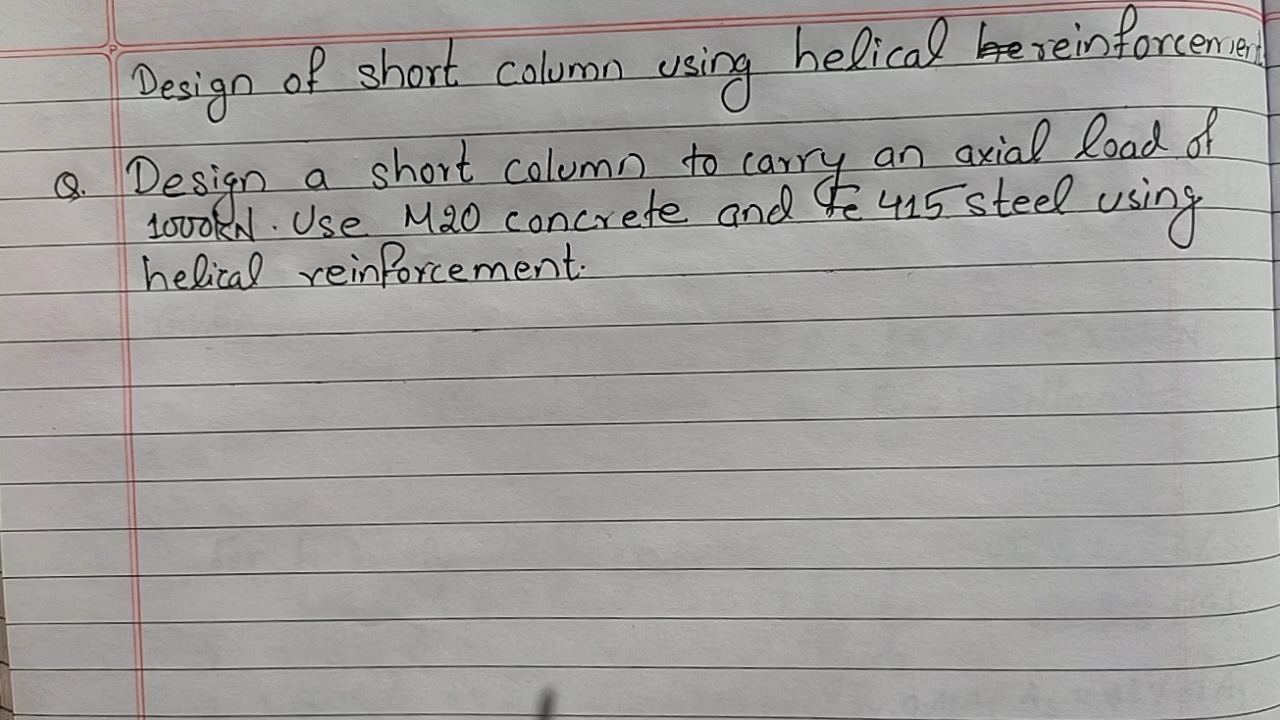 Design of short column using helical reinforcement
Q. Design a short column to carry an axial load of
1000kN. Use M20 concrete and Fe 415 steel using
helical reinforcement.